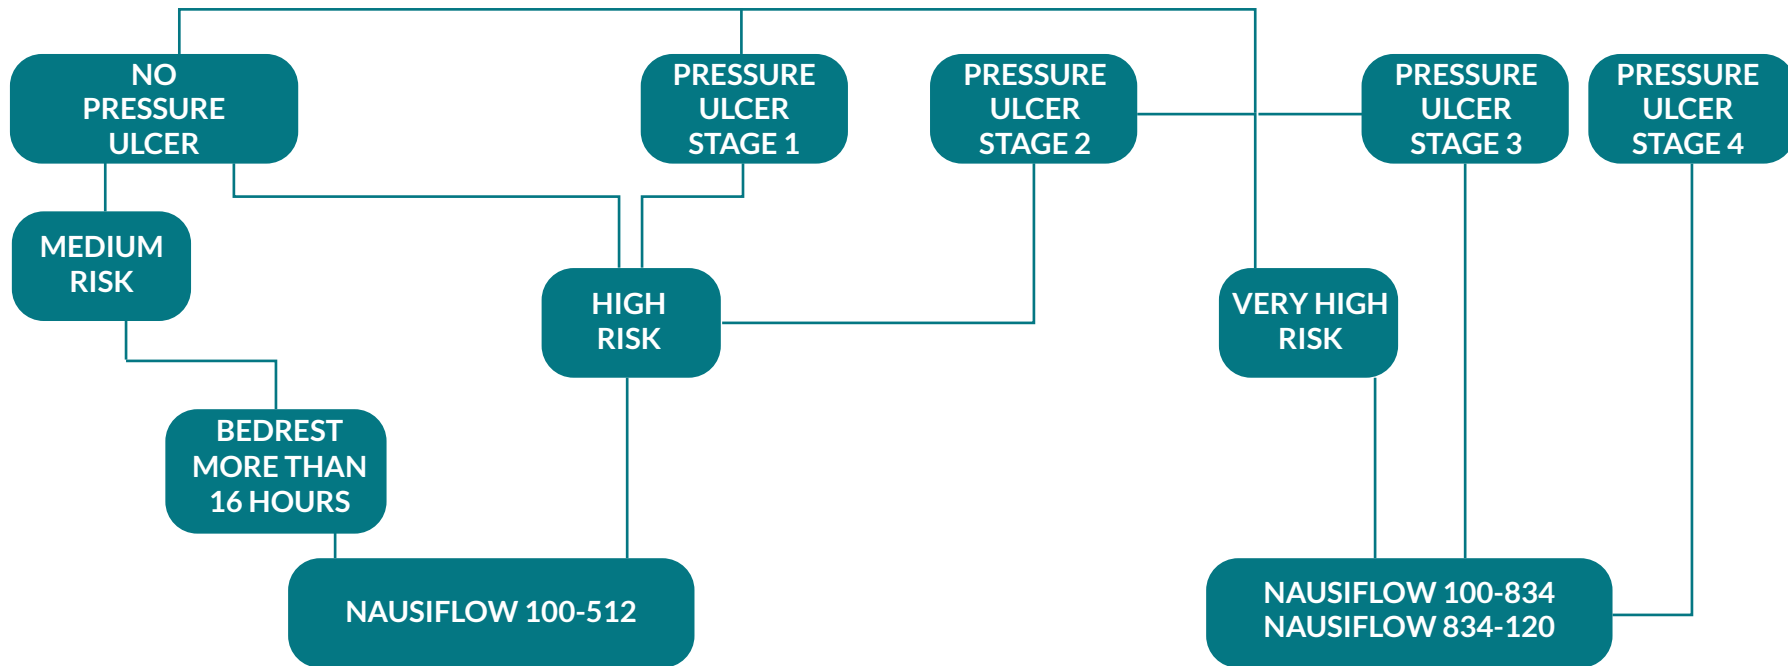 NO
PRESSURE
ULCER
PRESSURE
ULCER
STAGE 1
PRESSURE
ULCER
STAGE 2
PRESSURE
ULCER
STAGE 3
PRESSURE
ULCER
STAGE 4
MEDIUM
RISK
HIGH
RISK
VERY HIGH
RISK
BEDREST
MORE THAN
16 HOURS
NAUSIFLOW 100-512
NAUSIFLOW 100-834
NAUSIFLOW 834-120